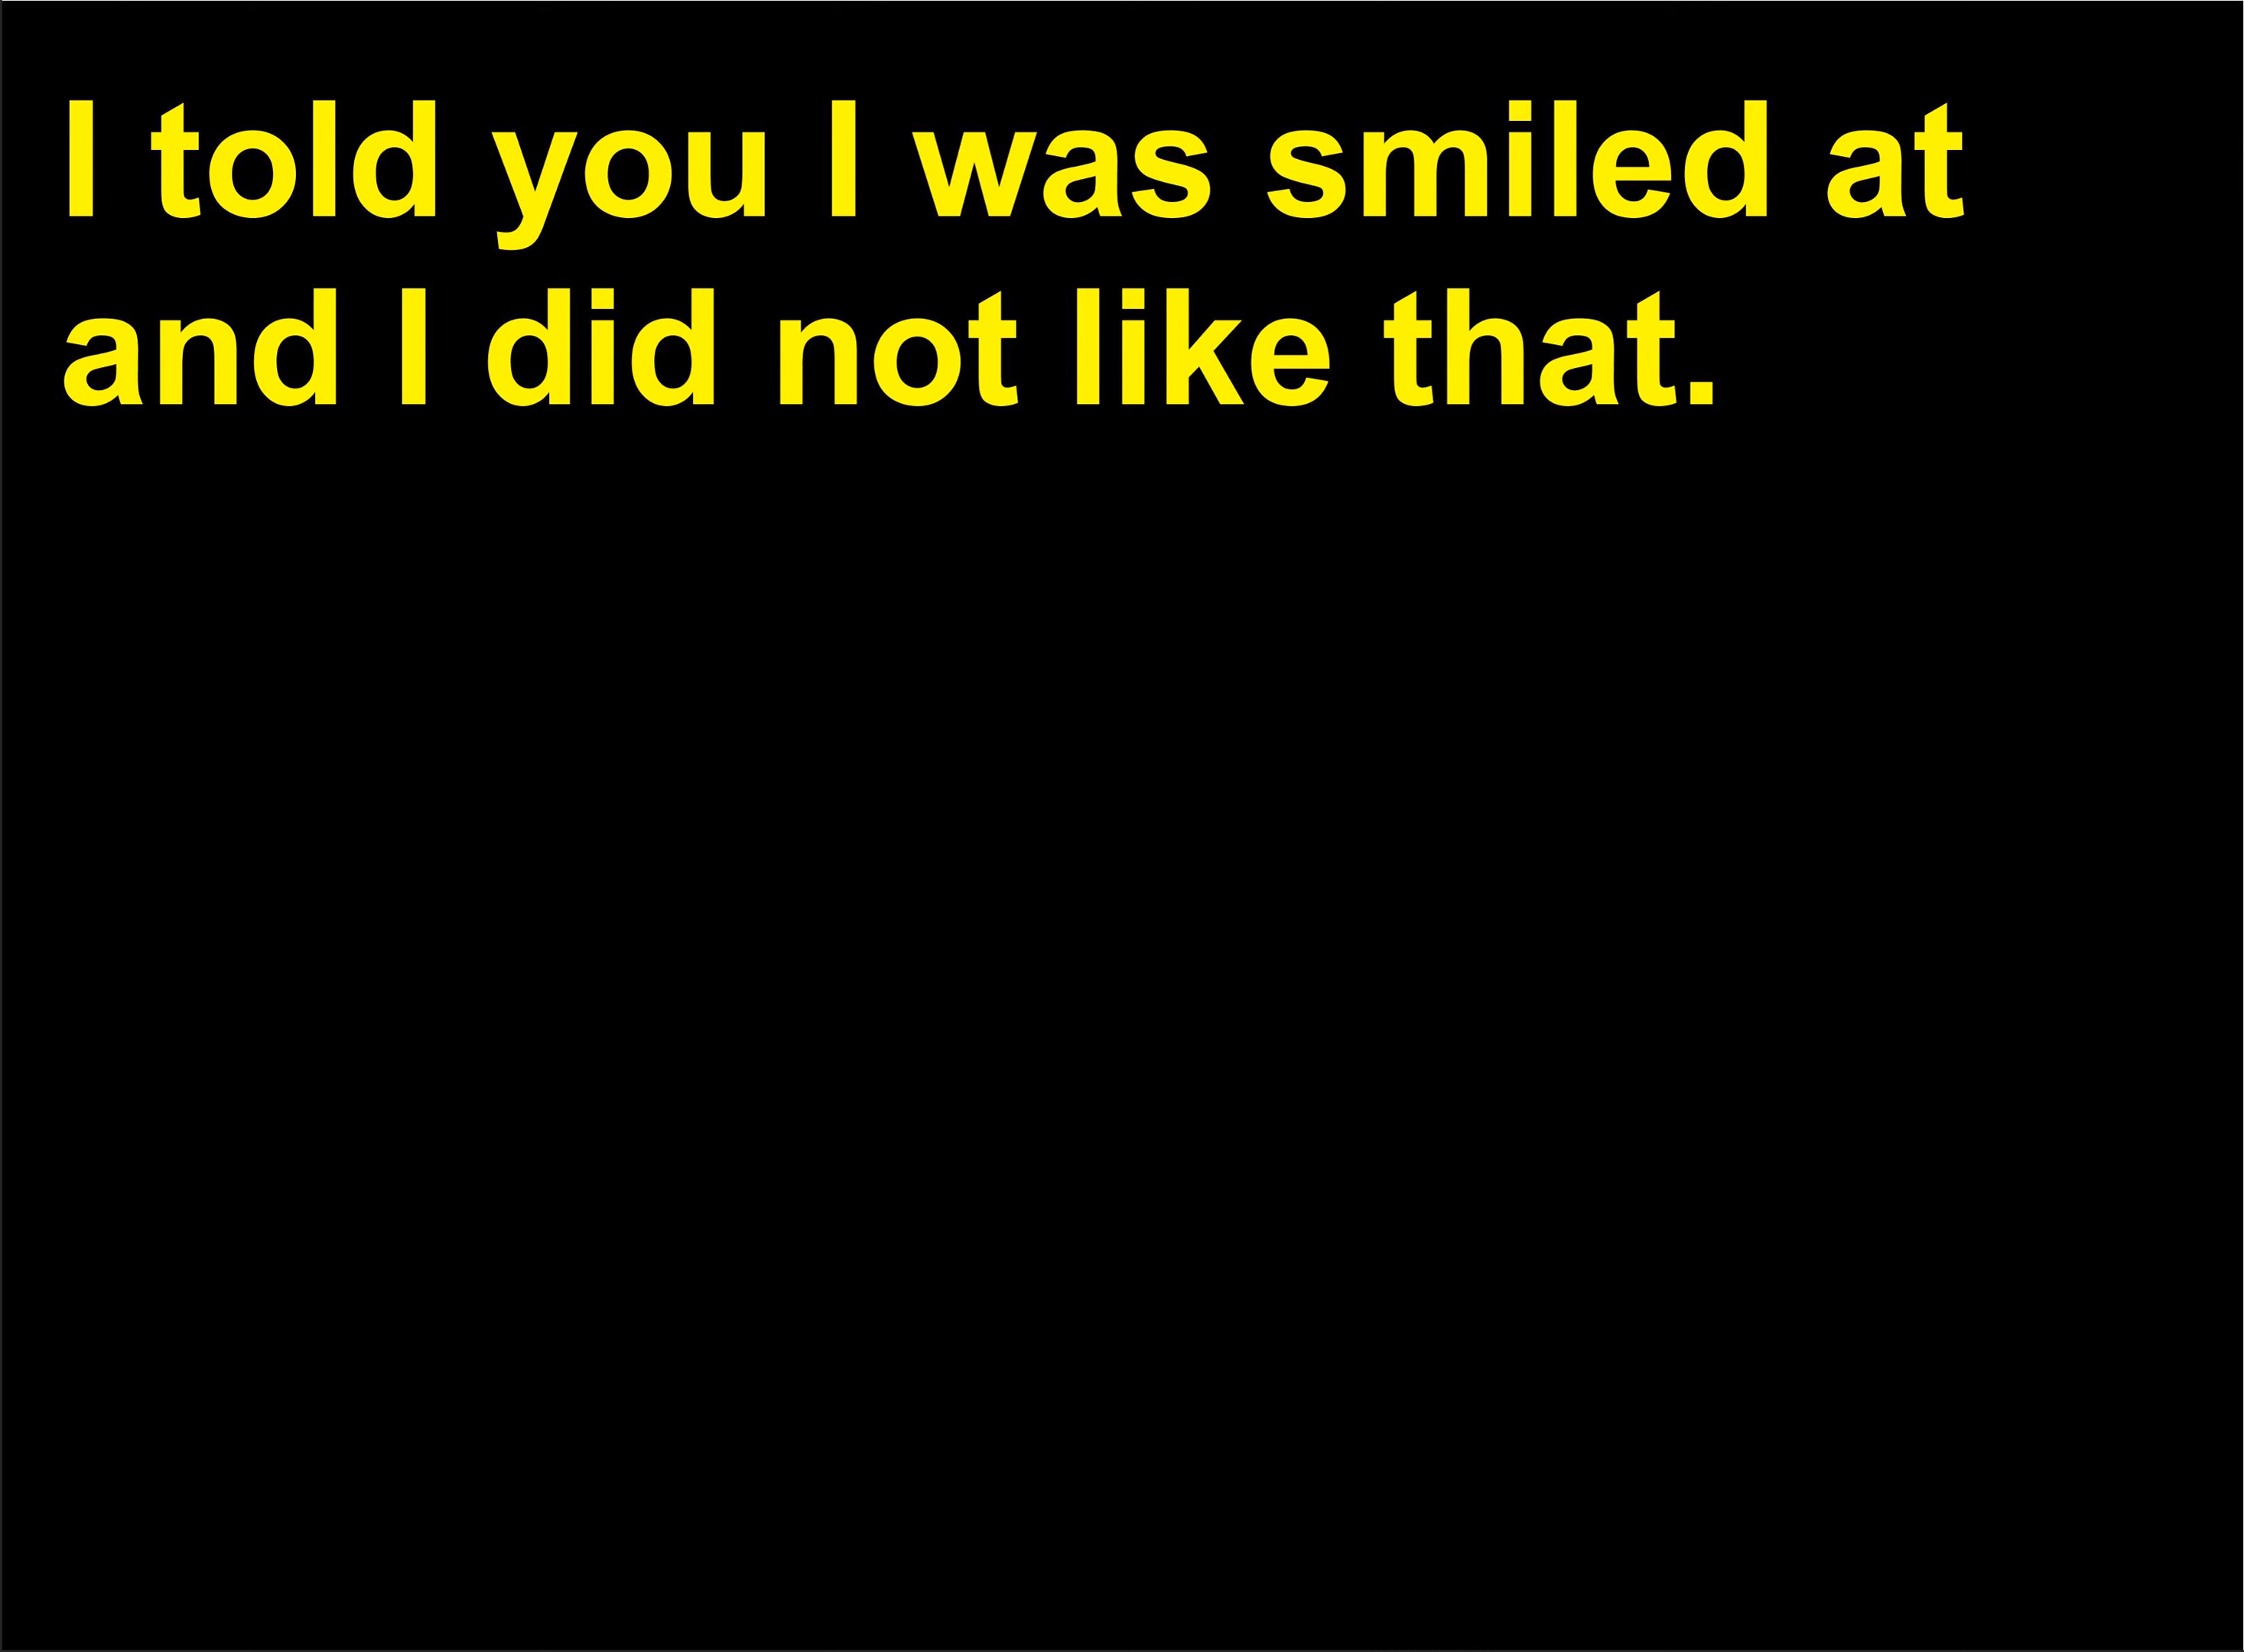 I told you I was smiled at
and I did not like that.